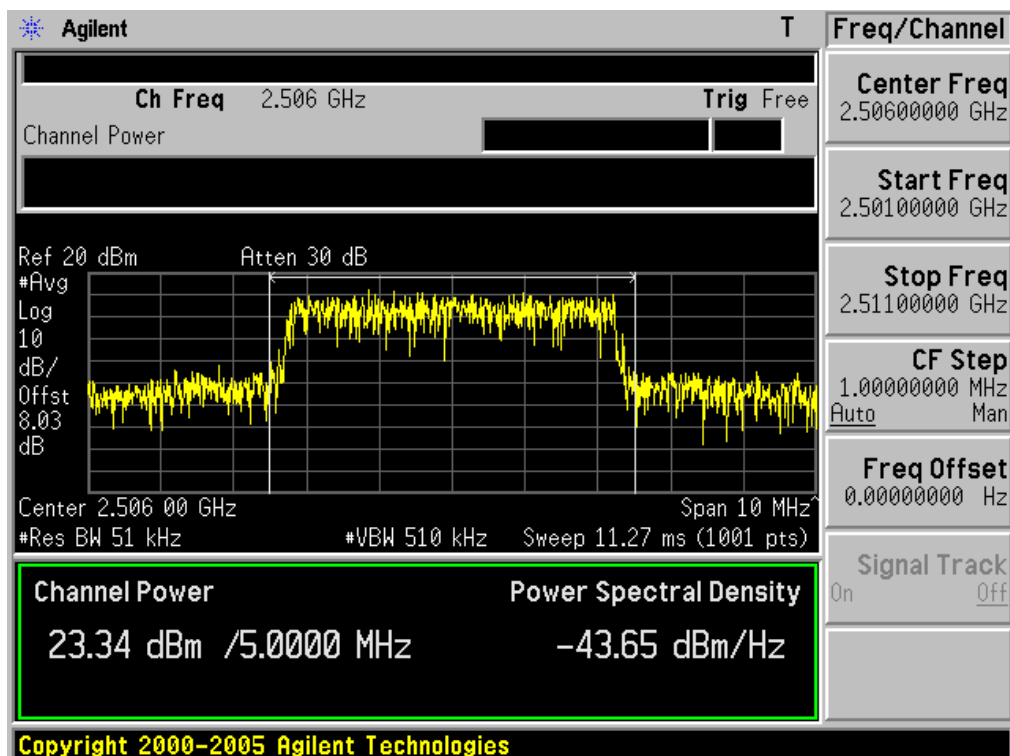 Agilent T
Freq/Channel
Ch Freq 2.506 GHz Trig Free
Channel Power
Center Freq
2.50600000 GHz
Start Freq
2.50100000 GHz
Stop Freq
2.51100000 GHz
CF Step
1.00000000 MHz
Auto Man
Freq Offset
0.00000000 Hz
Signal Track
On Off
Ref 20 dBm Atten 30 dB
#Avg
Log
10
dB/
Offst
8.03
dB
Center 2.506 00 GHz Span 10 MHz^
#Res BW 51 kHz #VBW 510 kHz Sweep 11.27 ms (1001 pts)
Channel Power Power Spectral Density
23.34 dBm /5.0000 MHz -43.65 dBm/Hz
Copyright 2000-2005 Agilent Technologies